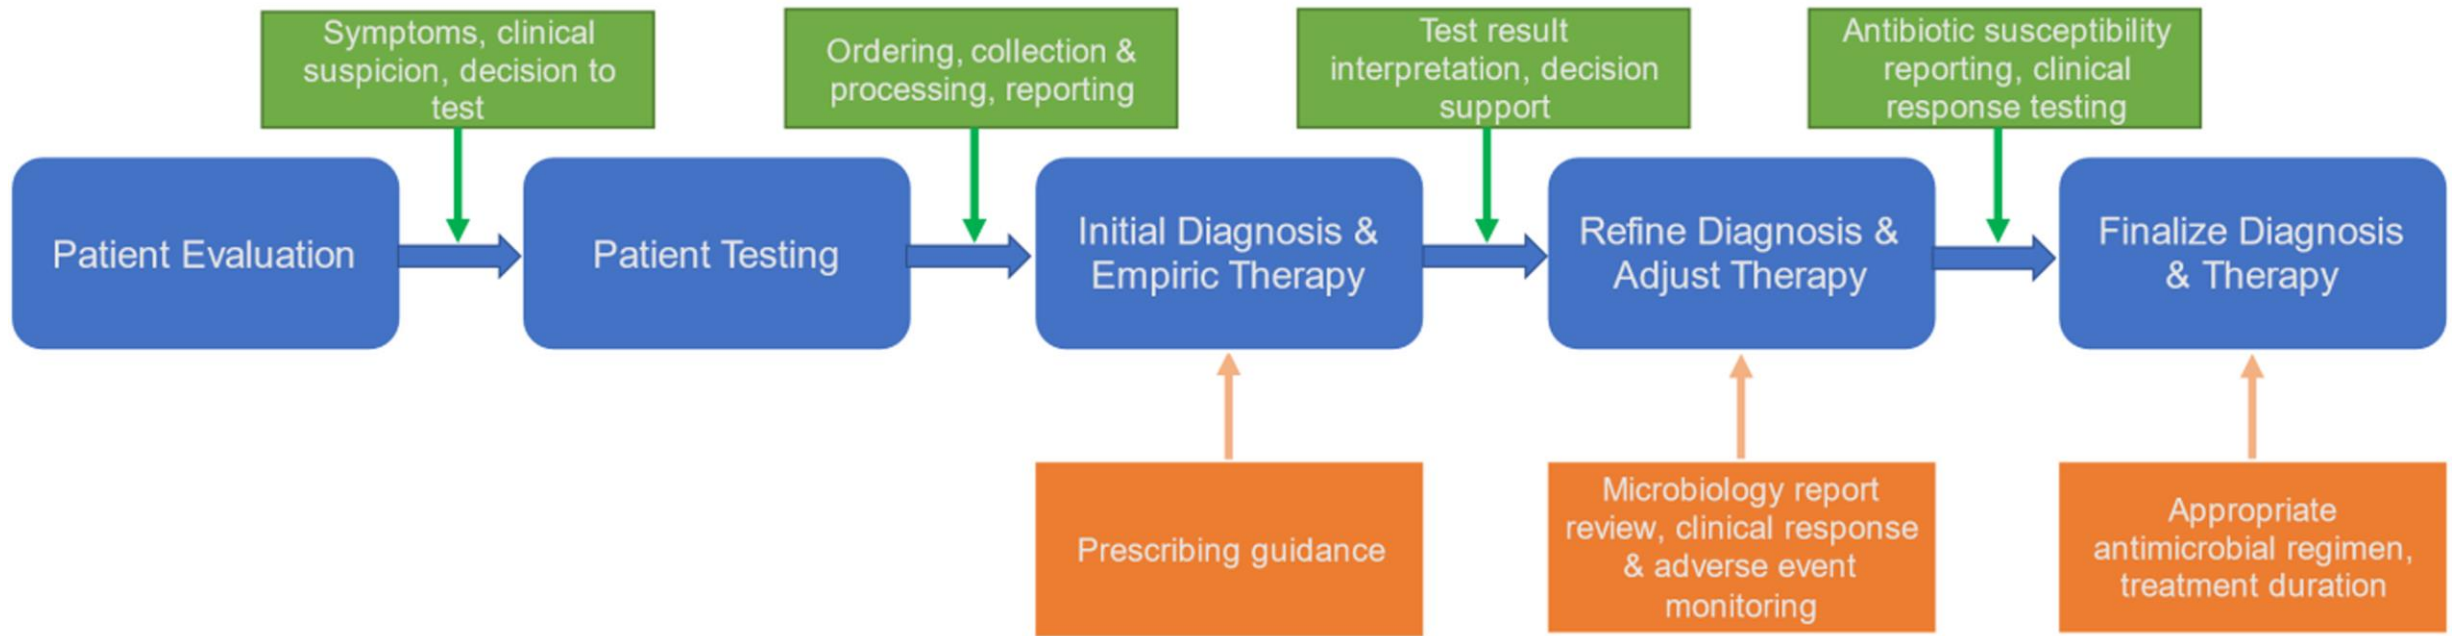 Symptoms, clinical
suspicion, decision to
test
Ordering, collection &
processing, reporting
Test result
interpretation, decision
support
Antibiotic susceptibility
reporting, clinical
response testing
Patient Evaluation
Patient Testing
Initial Diagnosis &
Empiric Therapy
Refine Diagnosis &
Adjust Therapy
Finalize Diagnosis
& Therapy
Prescribing guidance
Microbiology report
review, clinical response
& adverse event
monitoring
Appropriate
antimicrobial regimen,
treatment duration